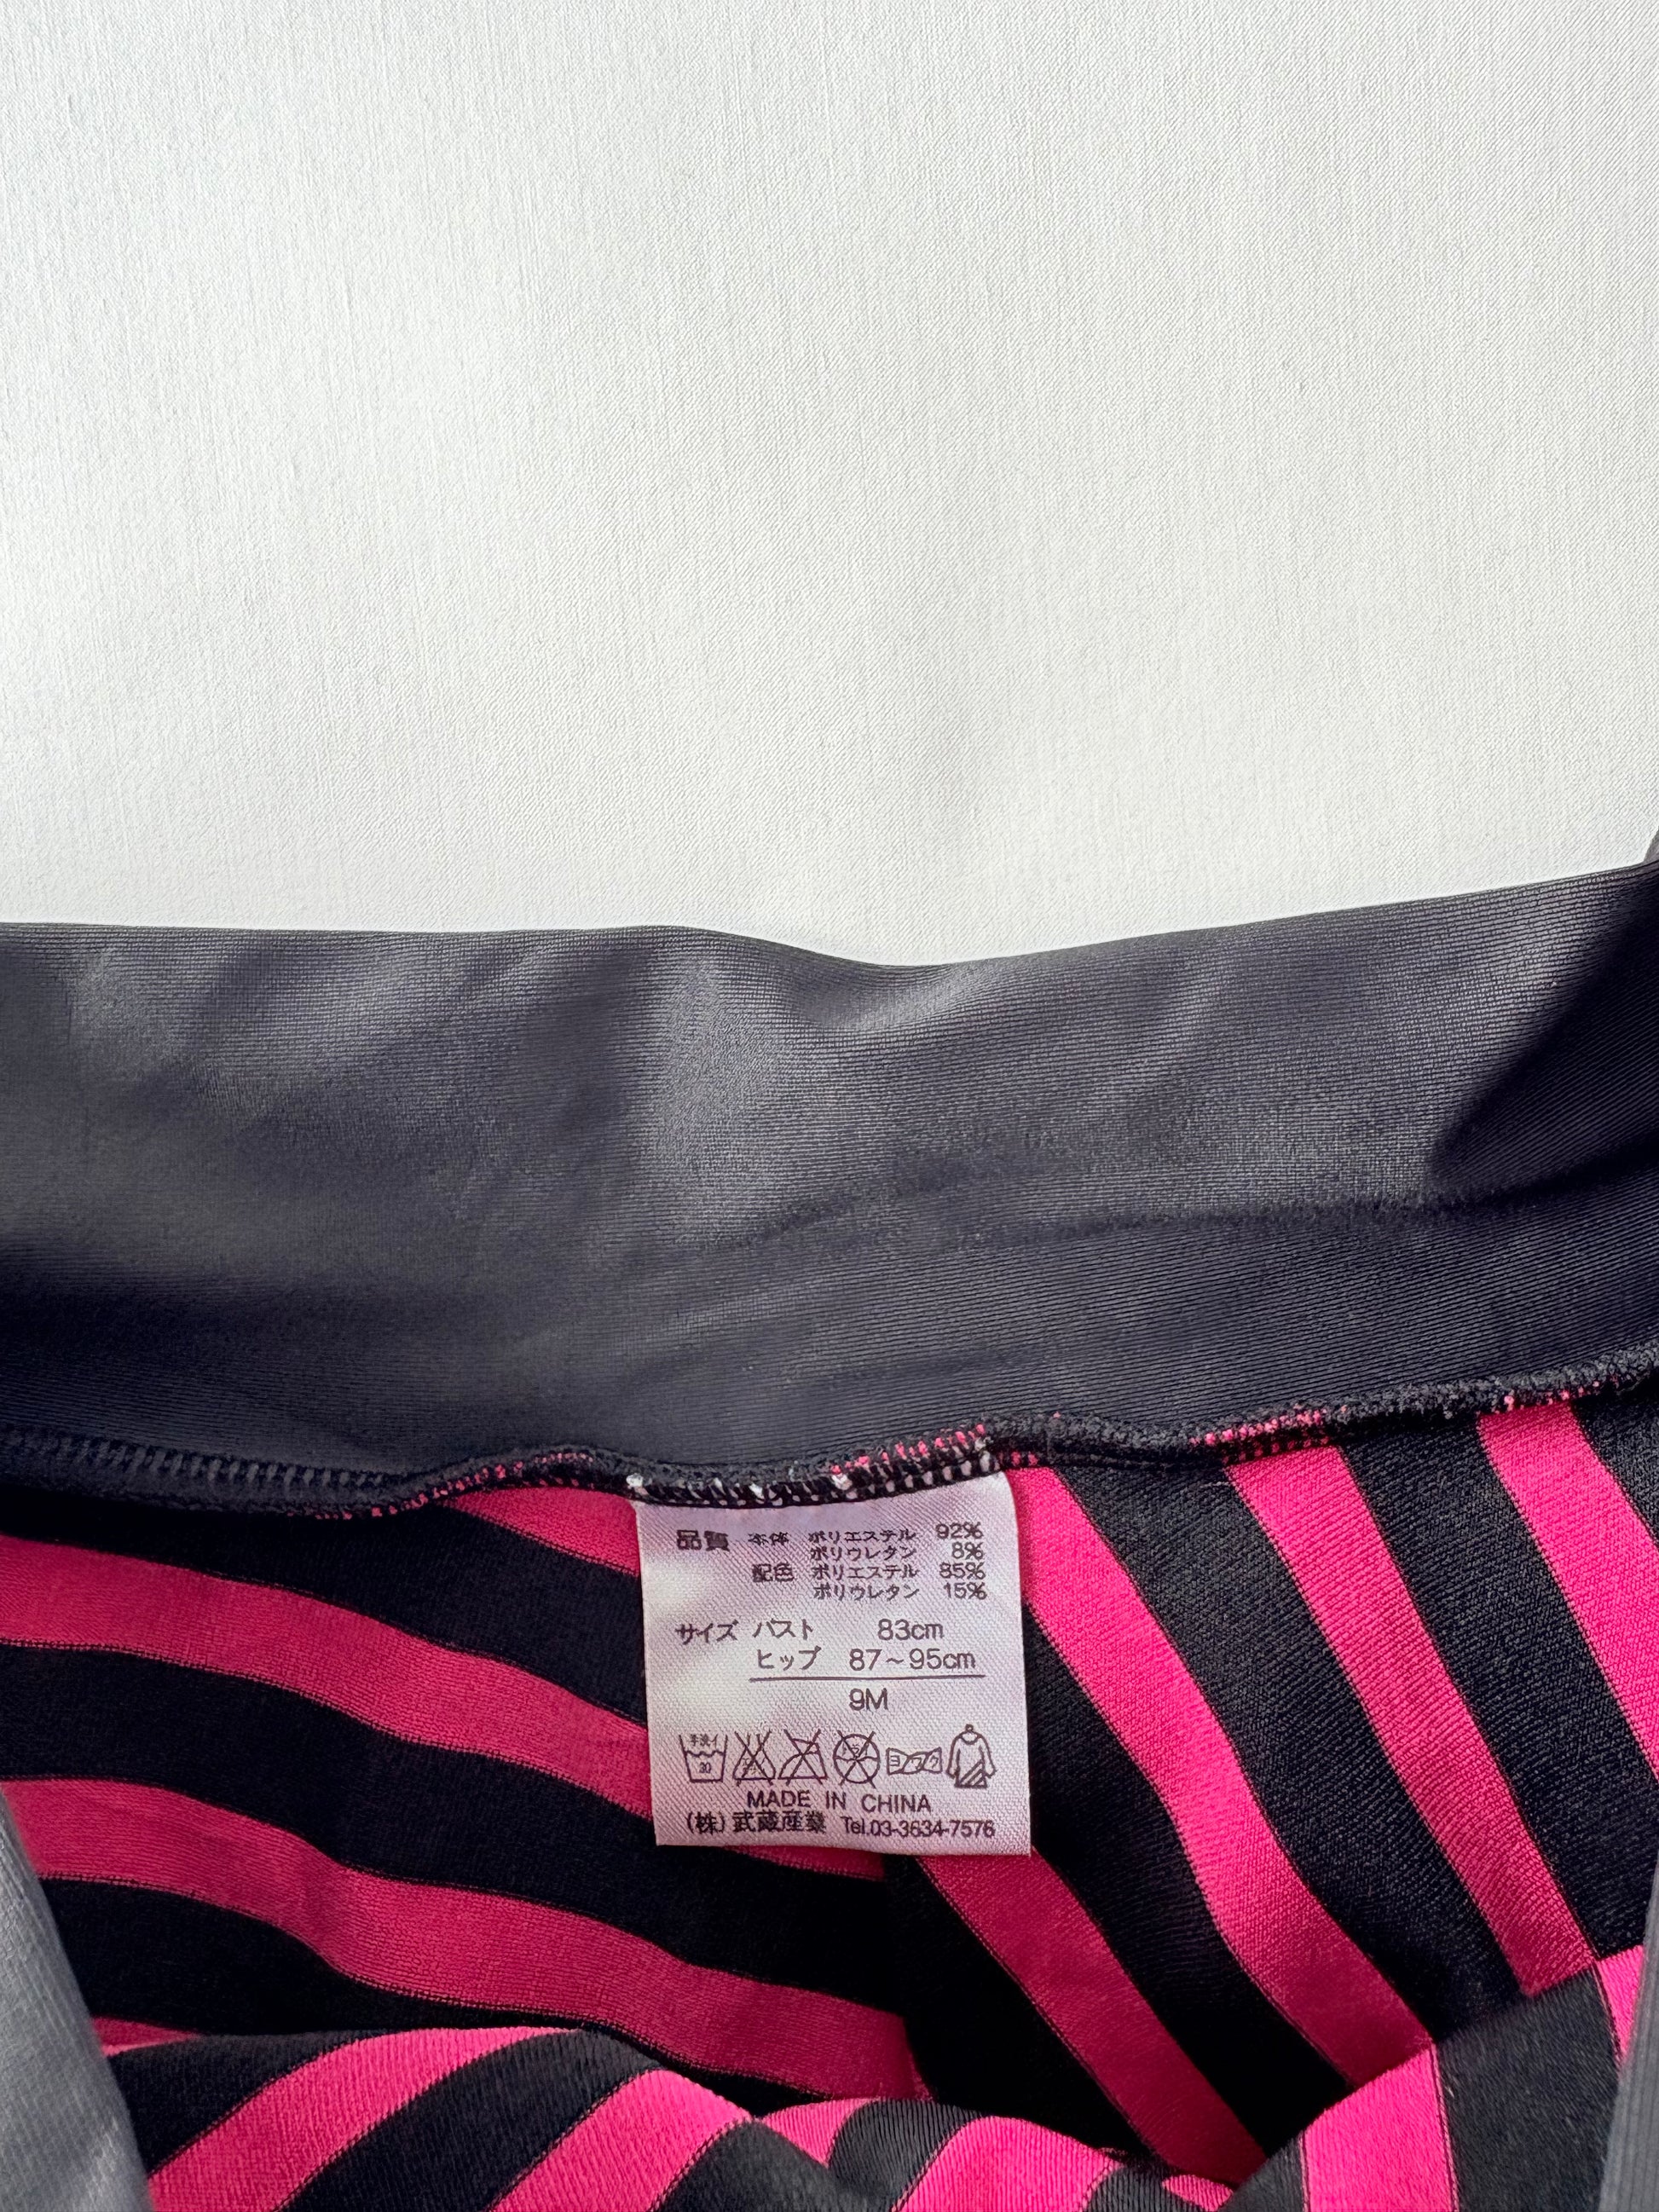 品質 本体 ポリエステル 92%
ポリウレタン 8%
配色 ポリエステル 85%
ポリウレタン 15%
サイズ バスト 83cm
ヒップ 87~95cm
9M
手洗イ 30 ヨワク
MADE IN CHINA
(株)武蔵産業 Tel.03-3634-7576